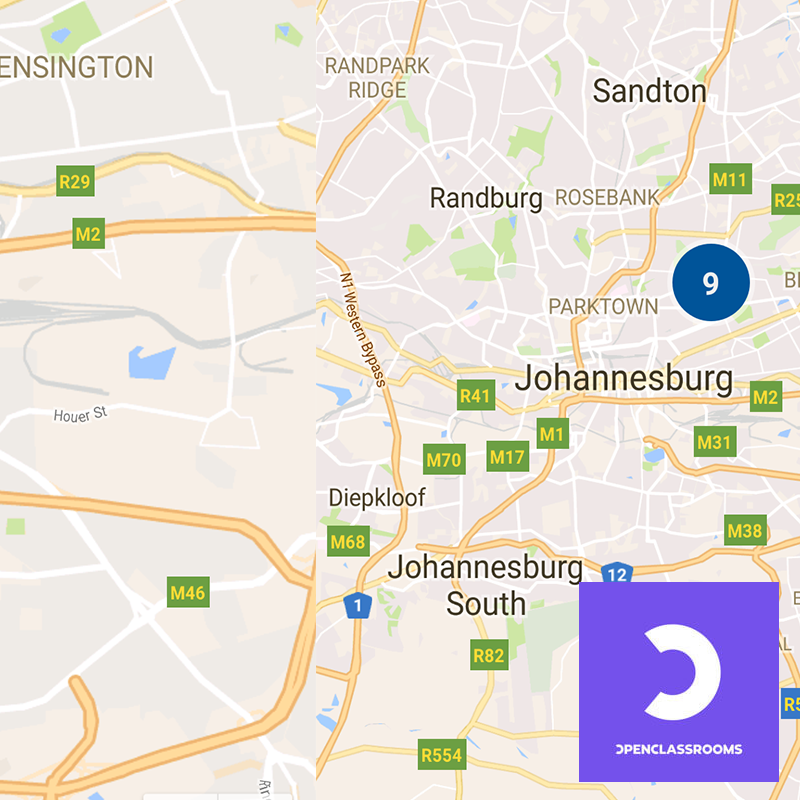 ENSINGTON
R29
M2
Houer St
M46
RANDPARK
RIDGE
Sandton
M11
R25
Randburg
ROSEBANK
9
N1 Western Bypass
PARKTOWN
Johannesburg
R41
M2
M1
M31
M70
M17
Diepkloof
M68
M38
Johannesburg
South
12
1
R82
R554
OPENCLASSROOMS